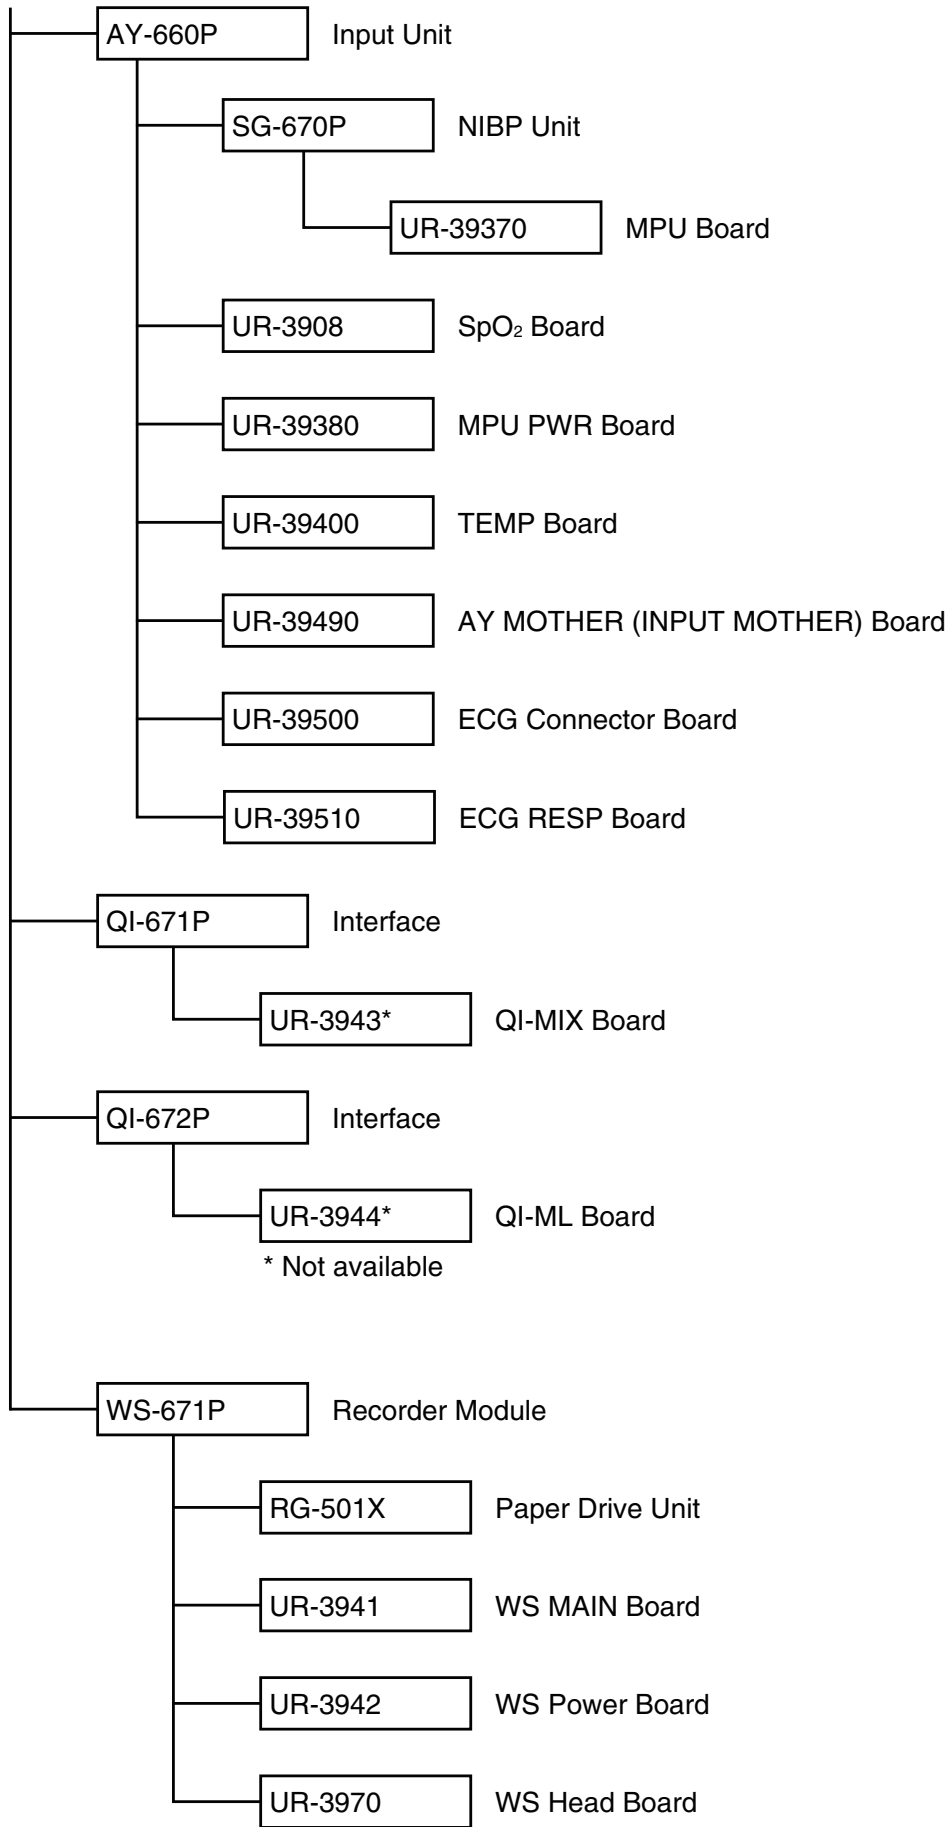 AY-660P Input Unit
SG-670P NIBP Unit
UR-39370 MPU Board
UR-3908 SpO₂ Board
UR-39380 MPU PWR Board
UR-39400 TEMP Board
UR-39490 AY MOTHER (INPUT MOTHER) Board
UR-39500 ECG Connector Board
UR-39510 ECG RESP Board
QI-671P Interface
UR-3943* QI-MIX Board
QI-672P Interface
UR-3944* QI-ML Board
* Not available
WS-671P Recorder Module
RG-501X Paper Drive Unit
UR-3941 WS MAIN Board
UR-3942 WS Power Board
UR-3970 WS Head Board